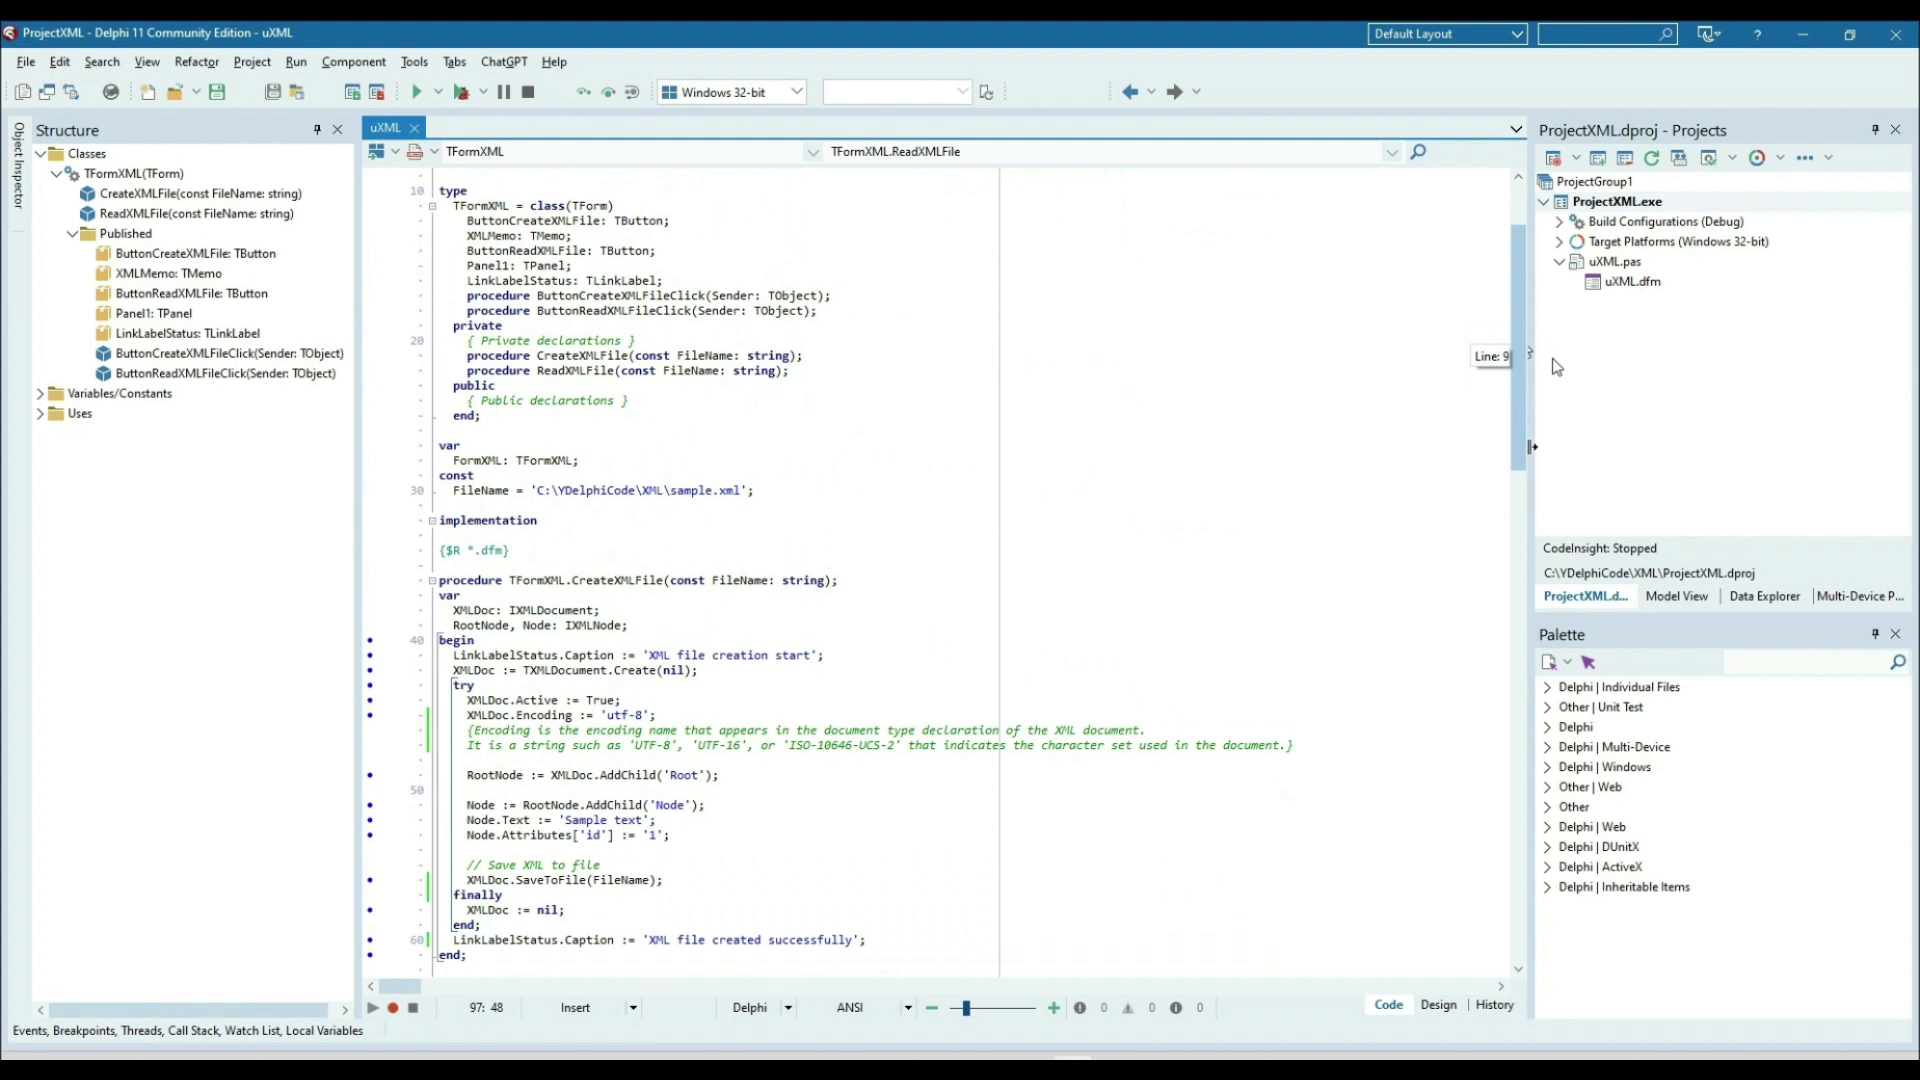 ProjectXML - Delphi 11 Community Edition - uXML
Default Layout
?
File Edit Search View Refactor Project Run Component Tools Tabs ChatGPT Help
Windows 32-bit
Object Inspector
Structure
Classes
TFormXML(TForm)
CreateXMLFile(const FileName: string)
ReadXMLFile(const FileName: string)
Published
ButtonCreateXMLFile: TButton
XMLMemo: TMemo
ButtonReadXMLFile: TButton
Panel1: TPanel
LinkLabelStatus: TLinkLabel
ButtonCreateXMLFileClick(Sender: TObject)
ButtonReadXMLFileClick(Sender: TObject)
Variables/Constants
Uses
uXML
TFormXML
TFormXML.ReadXMLFile
10 type
TFormXML = class(TForm)
ButtonCreateXMLFile: TButton;
XMLMemo: TMemo;
ButtonReadXMLFile: TButton;
Panel1: TPanel;
LinkLabelStatus: TLinkLabel;
procedure ButtonCreateXMLFileClick(Sender: TObject);
procedure ButtonReadXMLFileClick(Sender: TObject);
private
20 { Private declarations }
procedure CreateXMLFile(const FileName: string);
procedure ReadXMLFile(const FileName: string);
public
{ Public declarations }
end;
var
FormXML: TFormXML;
const
30 FileName = 'C:\YDelphiCode\XML\sample.xml';
implementation
{$R *.dfm}
procedure TFormXML.CreateXMLFile(const FileName: string);
var
XMLDoc: IXMLDocument;
RootNode, Node: IXMLNode;
40 begin
LinkLabelStatus.Caption := 'XML file creation start';
XMLDoc := TXMLDocument.Create(nil);
try
XMLDoc.Active := True;
XMLDoc.Encoding := 'utf-8';
{Encoding is the encoding name that appears in the document type declaration of the XML document.
It is a string such as 'UTF-8', 'UTF-16', or 'ISO-10646-UCS-2' that indicates the character set used in the document.}
RootNode := XMLDoc.AddChild('Root');
50
Node := RootNode.AddChild('Node');
Node.Text := 'Sample text';
Node.Attributes['id'] := '1';
// Save XML to file
XMLDoc.SaveToFile(FileName);
finally
XMLDoc := nil;
end;
60 LinkLabelStatus.Caption := 'XML file created successfully';
end;
Line: 9
97: 48
Insert
Delphi
ANSI
0 0 0
Code Design History
ProjectXML.dproj - Projects
ProjectGroup1
ProjectXML.exe
Build Configurations (Debug)
Target Platforms (Windows 32-bit)
uXML.pas
uXML.dfm
CodeInsight: Stopped
C:\YDelphiCode\XML\ProjectXML.dproj
ProjectXML.d... Model View Data Explorer Multi-Device P...
Palette
Delphi | Individual Files
Other | Unit Test
Delphi
Delphi | Multi-Device
Delphi | Windows
Other | Web
Other
Delphi | Web
Delphi | DUnitX
Delphi | ActiveX
Delphi | Inheritable Items
Events, Breakpoints, Threads, Call Stack, Watch List, Local Variables